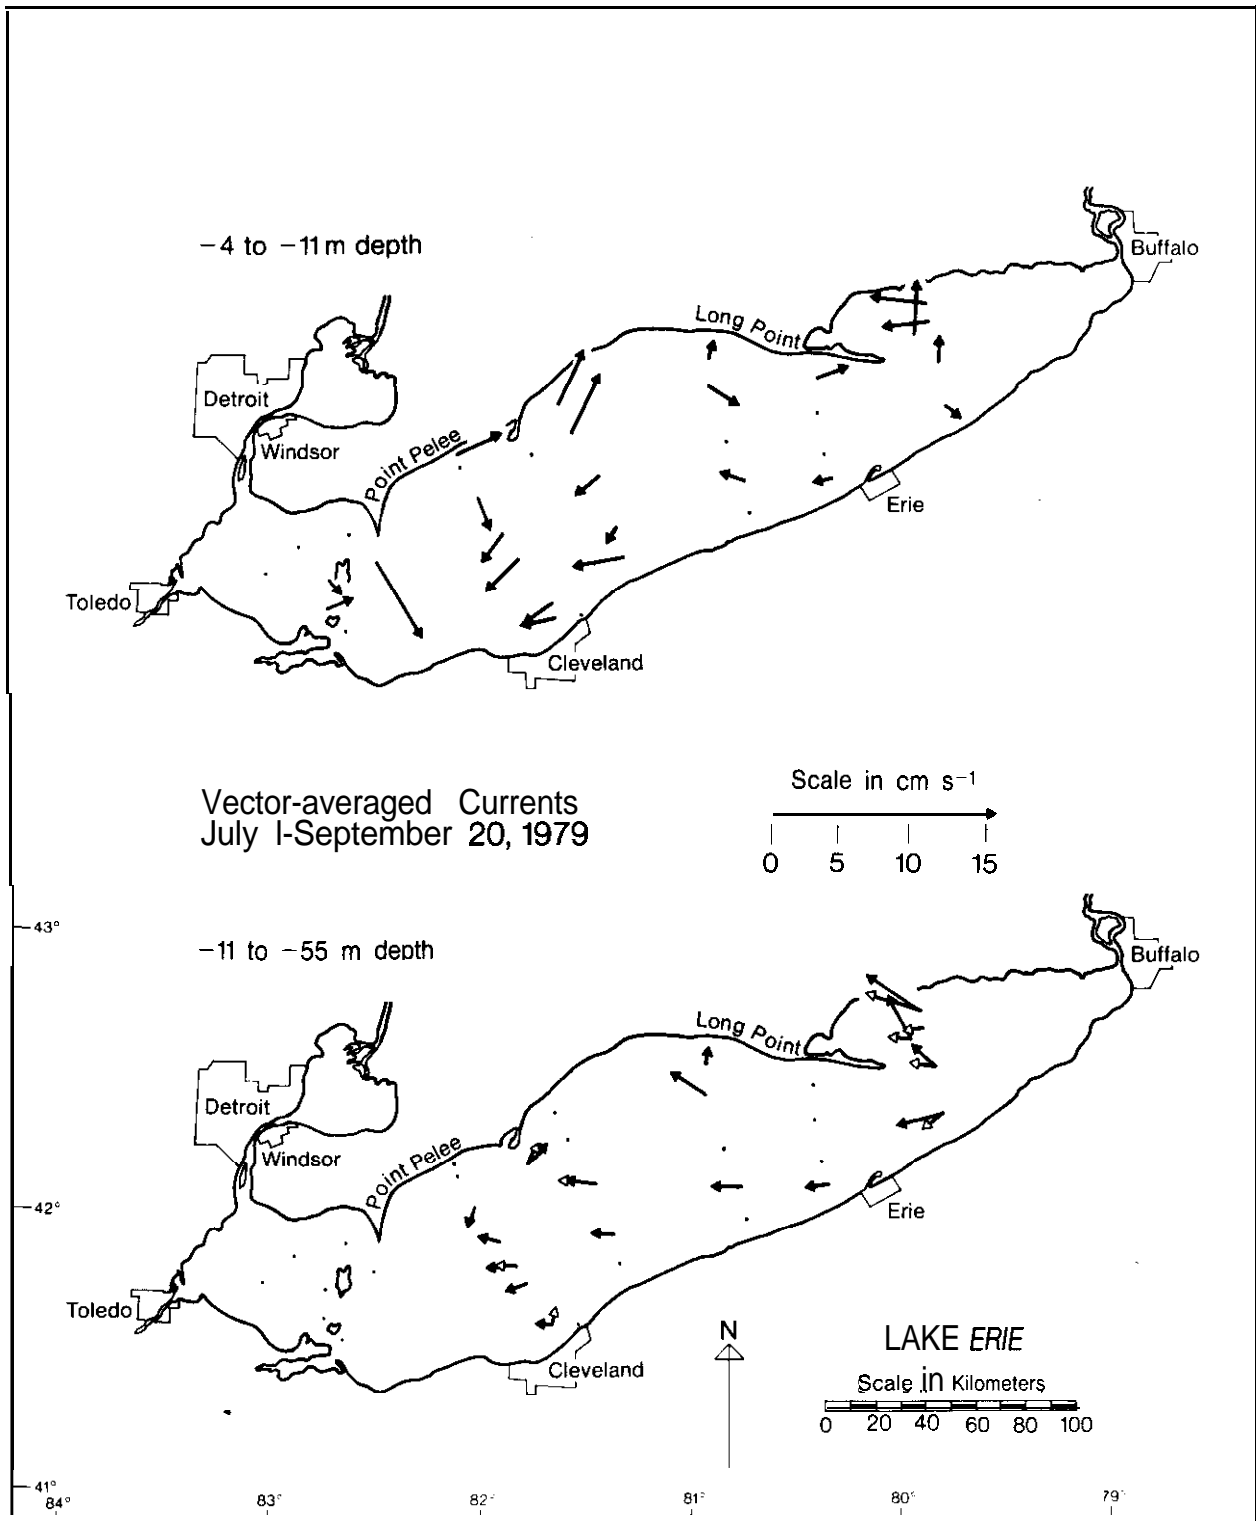 −4 to −11 m depth
Buffalo
Long Point
Detroit
Windsor
Point Pelee
Erie
Toledo
Cleveland
Vector-averaged Currents
July l-September 20, 1979
Scale in cm s⁻¹
0 5 10 15
43°
−11 to −55 m depth
Buffalo
Long Point
Detroit
Windsor
Point Pelee
42°
Erie
Toledo
Cleveland
N
LAKE ERIE
Scale in Kilometers
0 20 40 60 80 100
41°
84° 83° 82° 81° 80° 79°